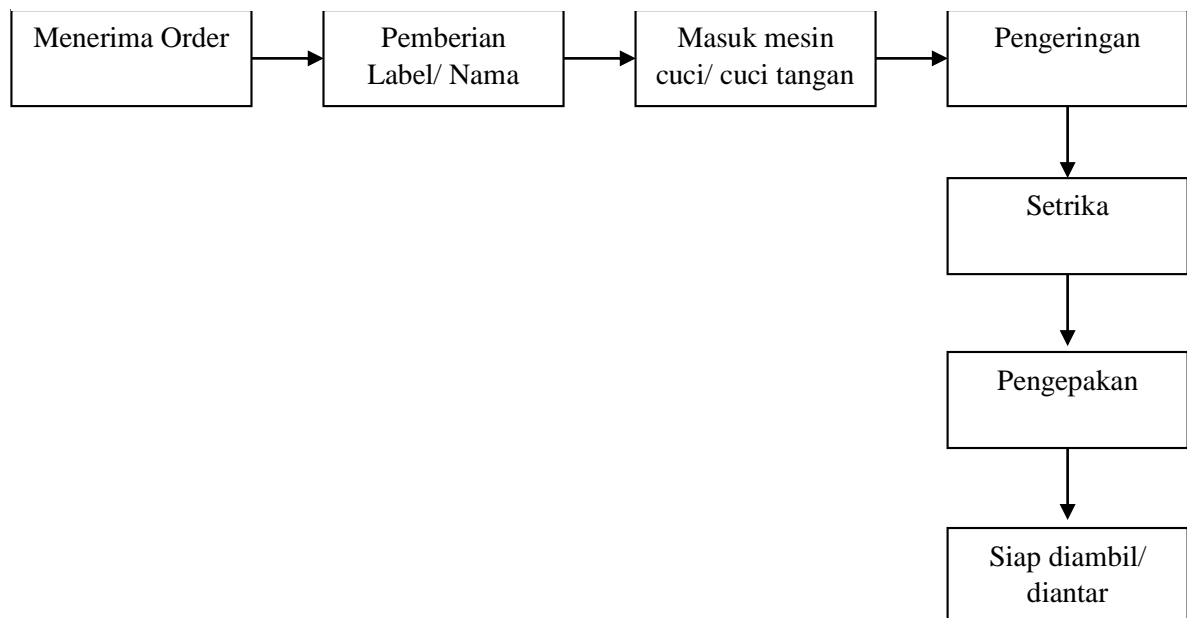 Menerima Order
Pemberian
Label/ Nama
Masuk mesin
cuci/ cuci tangan
Pengeringan
Setrika
Pengepakan
Siap diambil/
diantar